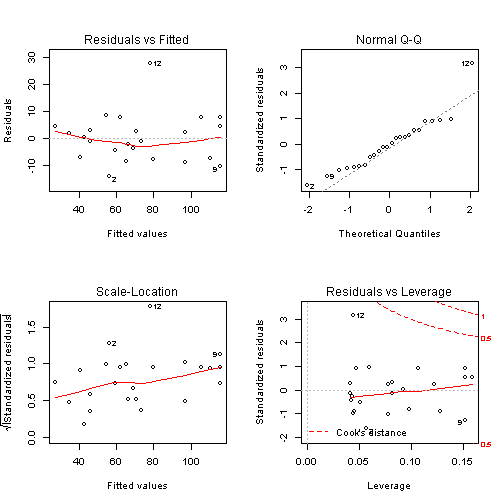 Residuals vs Fitted
Residuals
30
20
10
0
-10
12
2
9
40 60 80 100
Fitted values
Normal Q-Q
Standardized residuals
3
2
1
0
-1
12
9
2
-2 -1 0 1 2
Theoretical Quantiles
Scale-Location
√|Standardized residuals|
1.5
1.0
0.5
0.0
12
2
9
40 60 80 100
Fitted values
Residuals vs Leverage
Standardized residuals
3
2
1
0
-1
-2
12
1
0.5
9
Cook's distance
0.5
0.00 0.05 0.10 0.15
Leverage